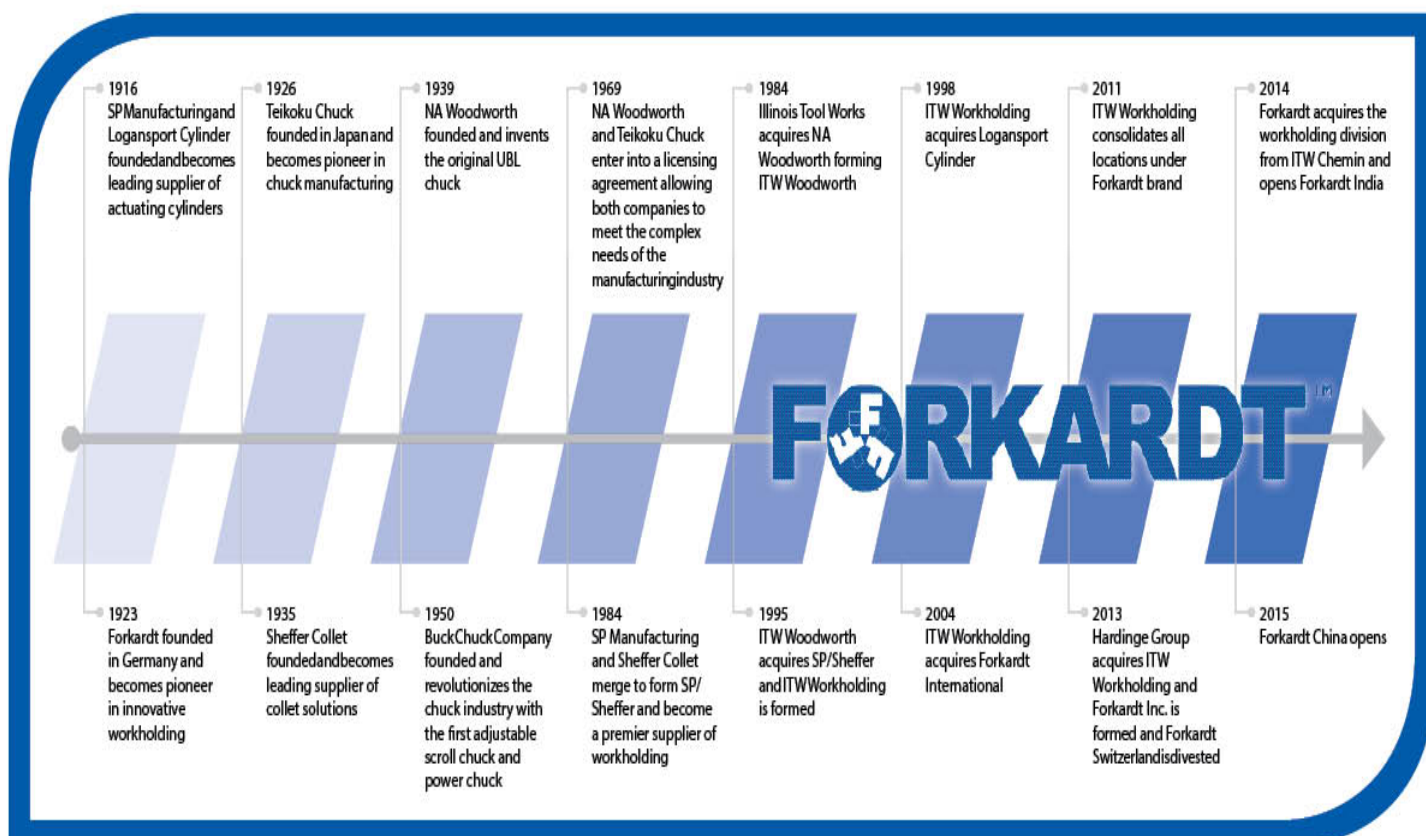 1916
SP Manufacturing and
Logansport Cylinder
foundedandbecomes
leading supplier of
actuating cylinders
1926
Teikoku Chuck
founded in Japan and
becomes pioneer in
chuck manufacturing
1939
NA Woodworth
founded and invents
the original UBL
chuck
1969
NA Woodworth
and Teikoku Chuck
enter into a licensing
agreement allowing
both companies to
meet the complex
needs of the
manufacturingindustry
1984
Illinois Tool Works
acquires NA
Woodworth forming
ITW Woodworth
1998
ITW Workholding
acquires Logansport
Cylinder
2011
ITW Workholding
consolidates all
locations under
Forkardt brand
2014
Forkardt acquires the
workholding division
from ITW Chemin and
opens Forkardt India
FORKARDT™
1923
Forkardt founded
in Germany and
becomes pioneer
in innovative
workholding
1935
Sheffer Collet
foundedandbecomes
leading supplier of
collet solutions
1950
BuckChuckCompany
founded and
revolutionizes the
chuck industry with
the first adjustable
scroll chuck and
power chuck
1984
SP Manufacturing
and Sheffer Collet
merge to form SP/
Sheffer and become
a premier supplier of
workholding
1995
ITW Woodworth
acquires SP/Sheffer
and ITW Workholding
is formed
2004
ITW Workholding
acquires Forkardt
International
2013
Hardinge Group
acquires ITW
Workholding and
Forkardt Inc. is
formed and Forkardt
Switzerlandisdivested
2015
Forkardt China opens